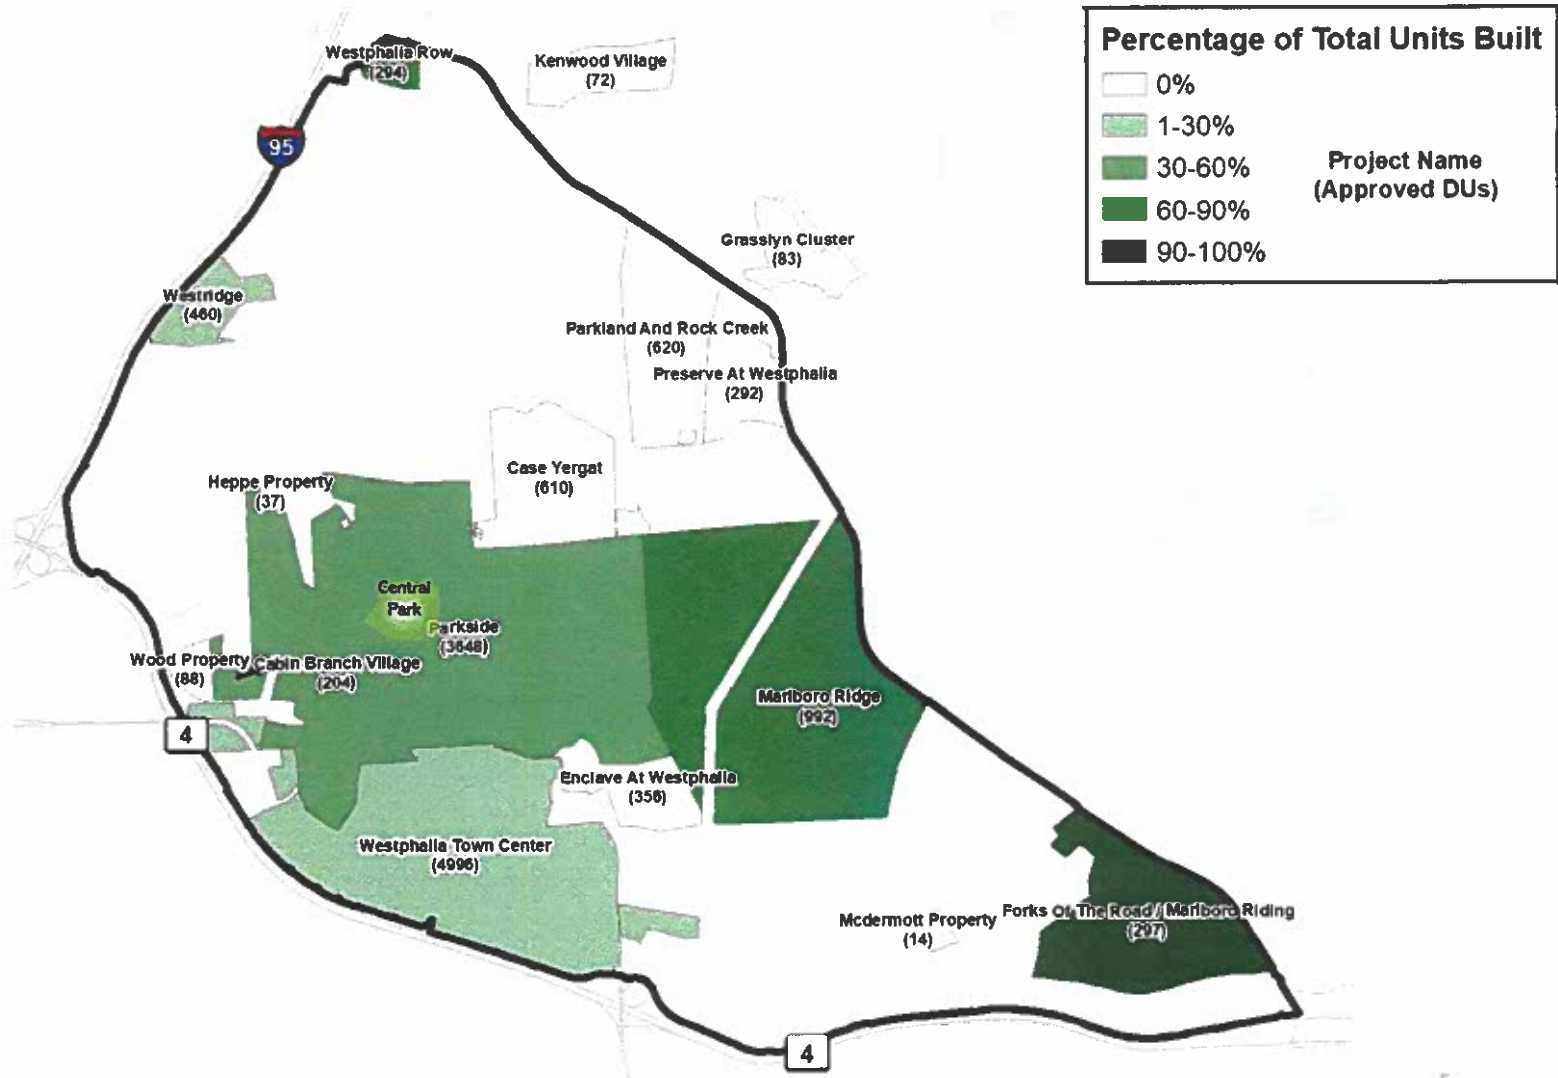 Percentage of Total Units Built
0%
1-30%
30-60%
60-90%
90-100%
Project Name
(Approved DUs)
Westphalia Row
(294)
Kenwood Village
(72)
95
Grasslyn Cluster
(83)
Westridge
(460)
Parkland And Rock Creek
(620)
Preserve At Westphalia
(292)
Case Yergat
(610)
Heppe Property
(37)
Central
Park
Parkside
(3648)
Wood Property
(88)
Cabin Branch Village
(204)
Marlboro Ridge
(992)
4
Enclave At Westphalia
(356)
Westphalia Town Center
(4996)
Mcdermott Property
(14)
Forks Of The Road / Marlboro Riding
(297)
4